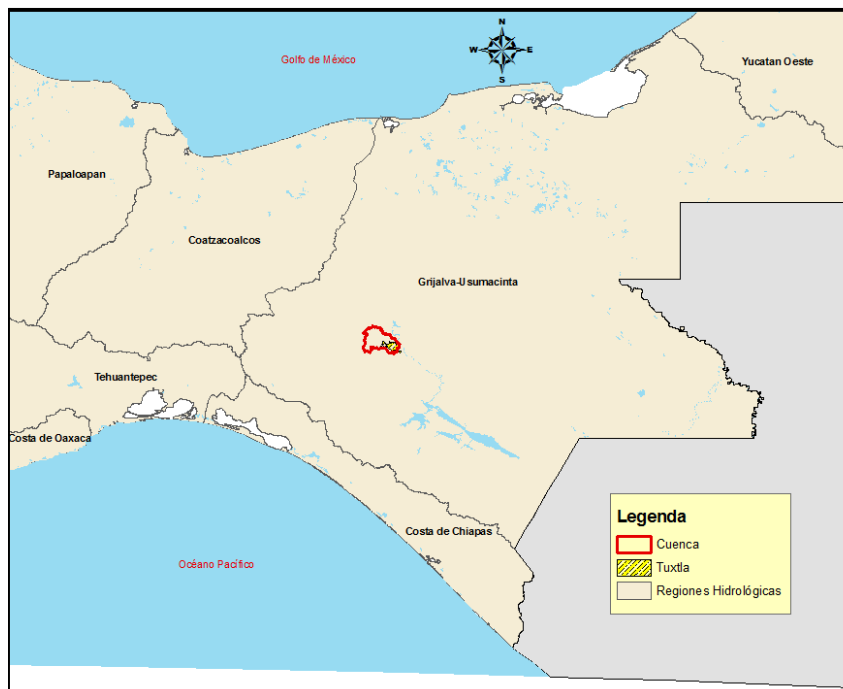 N
W E
S
Golfo de México
Yucatan Oeste
Papaloapan
Coatzacoalcos
Grijalva-Usumacinta
Tehuantepec
Costa de Oaxaca
Costa de Chiapas
Océano Pacífico
Legenda
Cuenca
Tuxtla
Regiones Hidrológicas